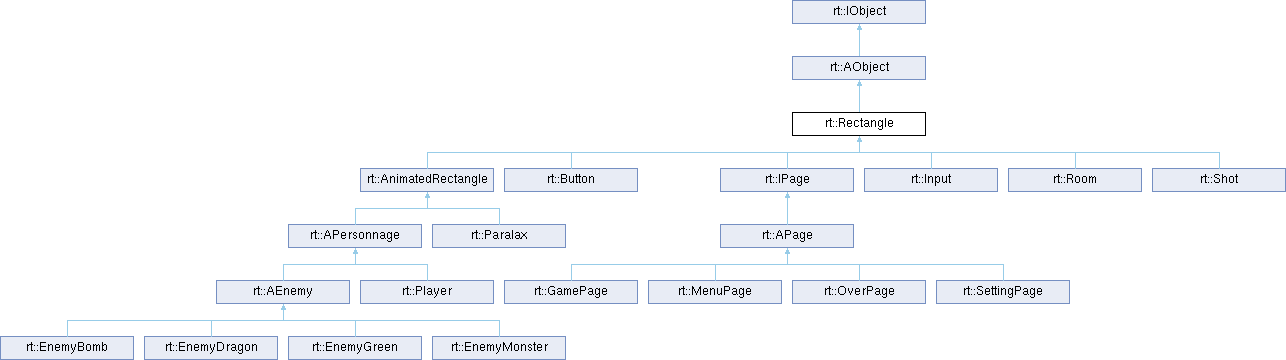 rt::IObject
rt::AObject
rt::Rectangle
rt::AnimatedRectangle
rt::Button
rt::IPage
rt::Input
rt::Room
rt::Shot
rt::APersonnage
rt::Paralax
rt::APage
rt::AEnemy
rt::Player
rt::GamePage
rt::MenuPage
rt::OverPage
rt::SettingPage
rt::EnemyBomb
rt::EnemyDragon
rt::EnemyGreen
rt::EnemyMonster